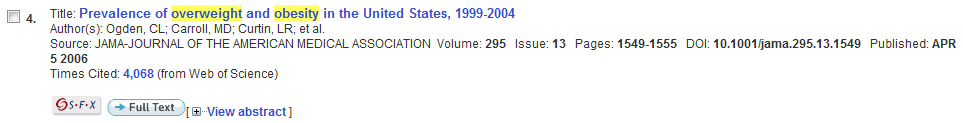 4. Title: Prevalence of overweight and obesity in the United States, 1999-2004
Author(s): Ogden, CL; Carroll, MD; Curtin, LR; et al.
Source: JAMA-JOURNAL OF THE AMERICAN MEDICAL ASSOCIATION Volume: 295 Issue: 13 Pages: 1549-1555 DOI: 10.1001/jama.295.13.1549 Published: APR
5 2006
Times Cited: 4,068 (from Web of Science)
S·F·X Full Text [ View abstract ]